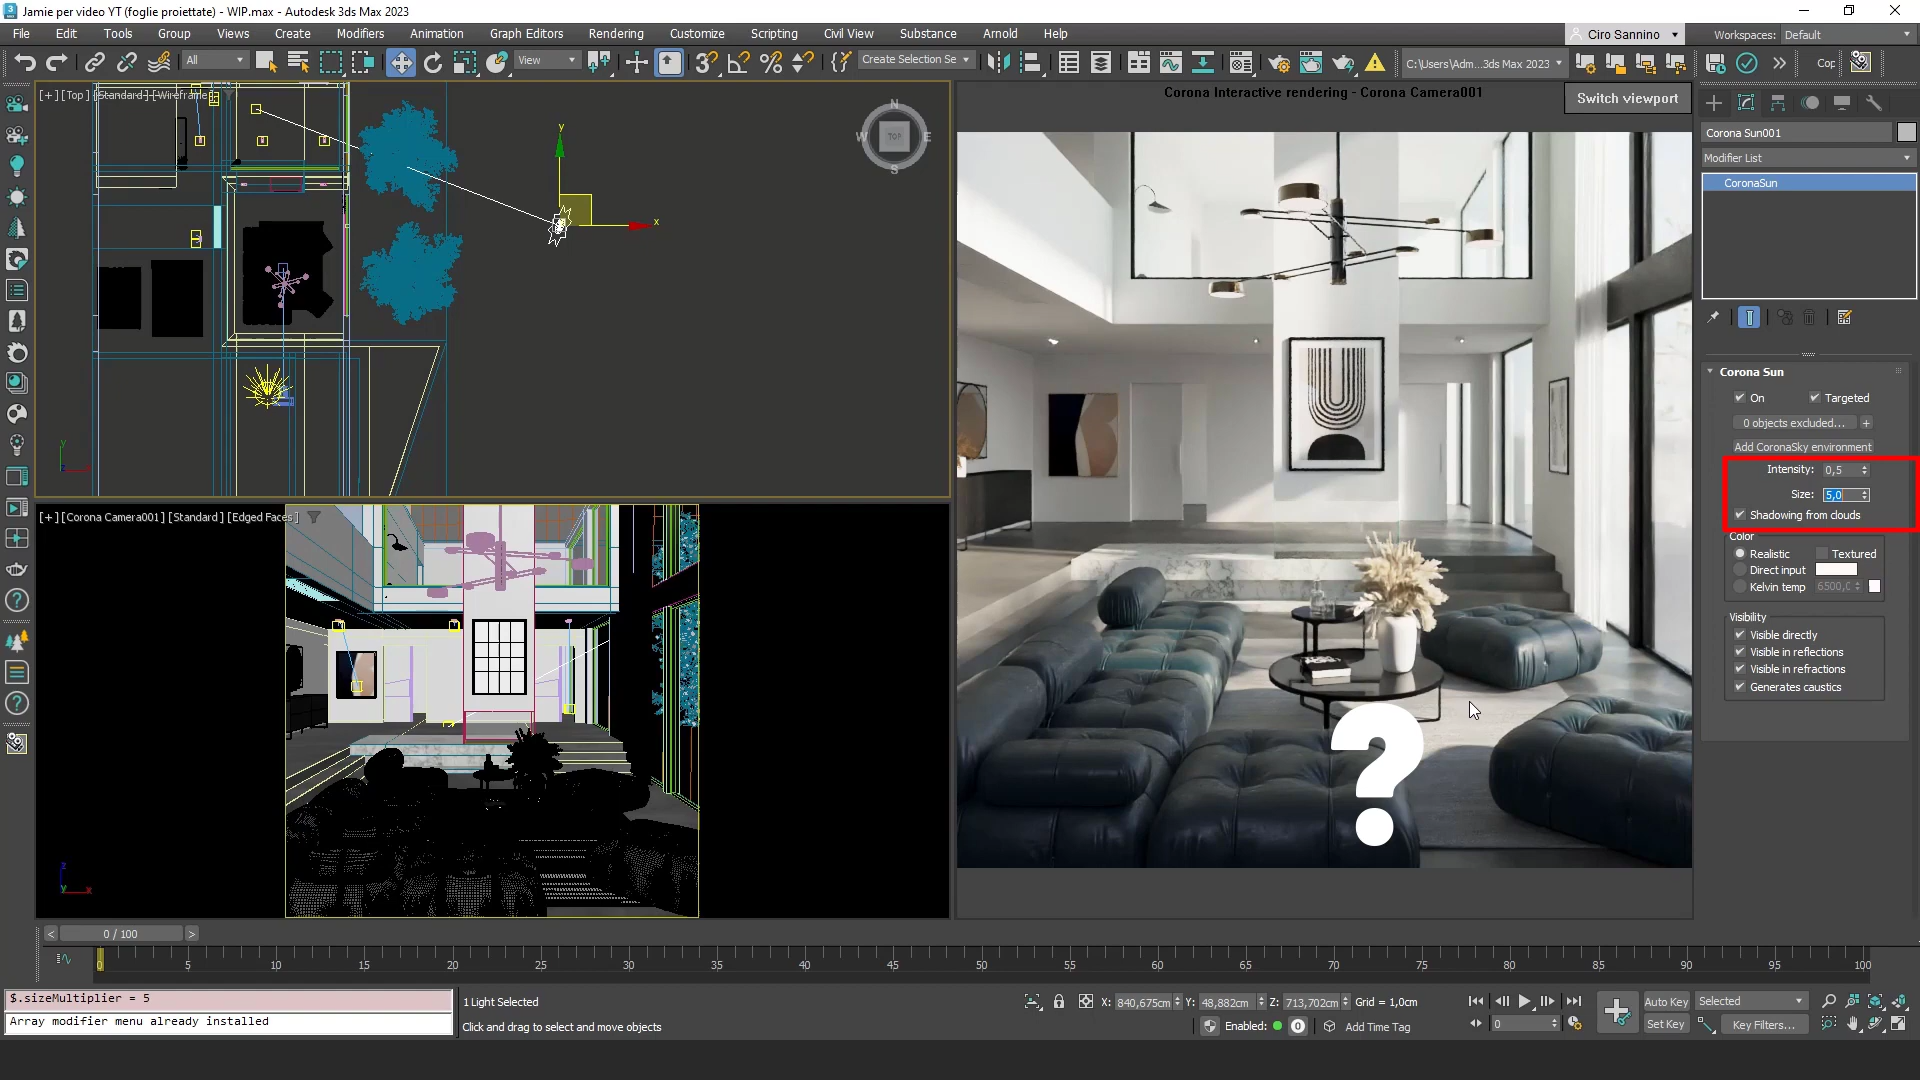 Jamie per video YT (foglie proiettate) - WIP.max - Autodesk 3ds Max 2023
File Edit Tools Group Views Create Modifiers Animation Graph Editors Rendering Customize Scripting Civil View Substance Arnold Help
Ciro Sannino
Workspaces: Default
All
View
Create Selection Se
C:\Users\Adm...3ds Max 2023
Cop
[+] [Top] [Standard] [Wireframe]
N
W TOP E
S
y
x
Corona Interactive rendering - Corona Camera001
Switch viewport
Corona Sun001
Modifier List
CoronaSun
Corona Sun
On Targeted
0 objects excluded... +
Add CoronaSky environment
Intensity: 0,5
Size: 5,0
Shadowing from clouds
Color
Realistic Textured
Direct input
Kelvin temp 6500,0
Visibility
Visible directly
Visible in reflections
Visible in refractions
Generates caustics
[+] [Corona Camera001] [Standard] [Edged Faces]
?
z
y x
< 0 / 100 >
0 5 10 15 20 25 30 35 40 45 50 55 60 65 70 75 80 85 90 95 100
$.sizeMultiplier = 5
Array modifier menu already installed
1 Light Selected
Click and drag to select and move objects
X: 840,675cm Y: 48,882cm Z: 713,702cm Grid = 1,0cm
Enabled: 0 Add Time Tag
0
Auto Key Selected
Set Key Key Filters...